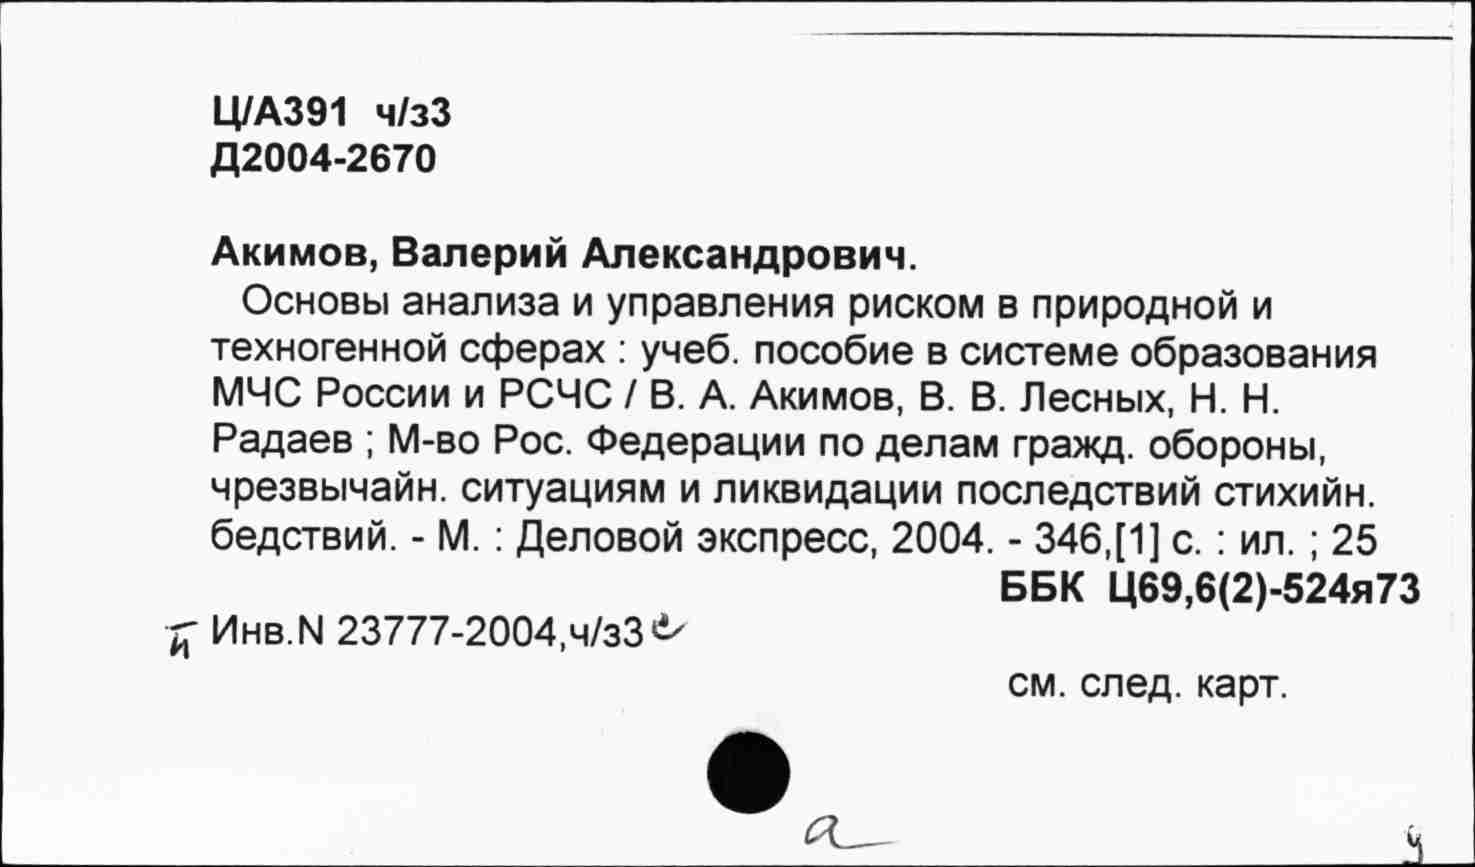 Ц/А391 ч/з3
Д2004-2670
Акимов, Валерий Александрович.
Основы анализа и управления риском в природной и
техногенной сферах : учеб. пособие в системе образования
МЧС России и РСЧС / В. А. Акимов, В. В. Лесных, Н. Н.
Радаев ; М-во Рос. Федерации по делам гражд. обороны,
чрезвычайн. ситуациям и ликвидации последствий стихийн.
бедствий. - М. : Деловой экспресс, 2004. - 346,[1] с. : ил. ; 25
ББК Ц69,6(2)-524я73
Инв.N 23777-2004,ч/з3
см. след. карт.
а